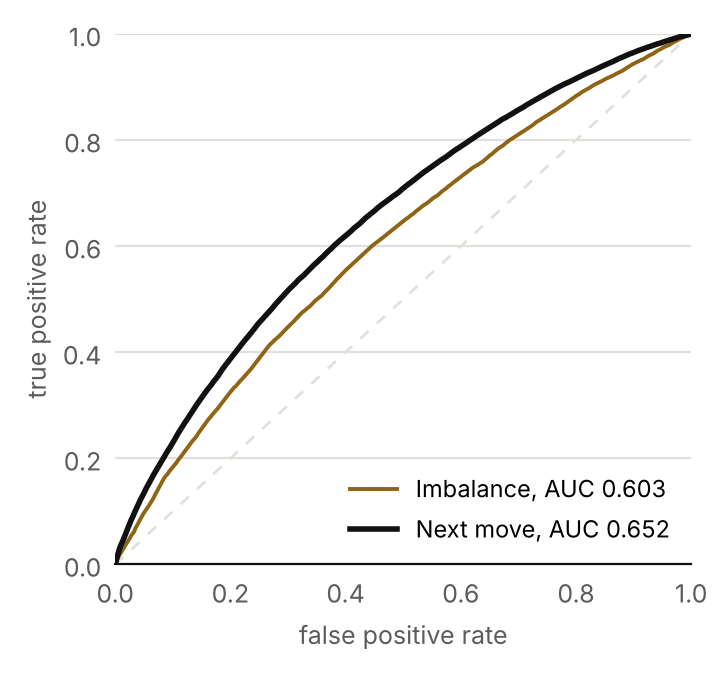 1.0
0.8
0.6
0.4
0.2
0.0
true positive rate
Imbalance, AUC 0.603
Next move, AUC 0.652
0.0 0.2 0.4 0.6 0.8 1.0
false positive rate